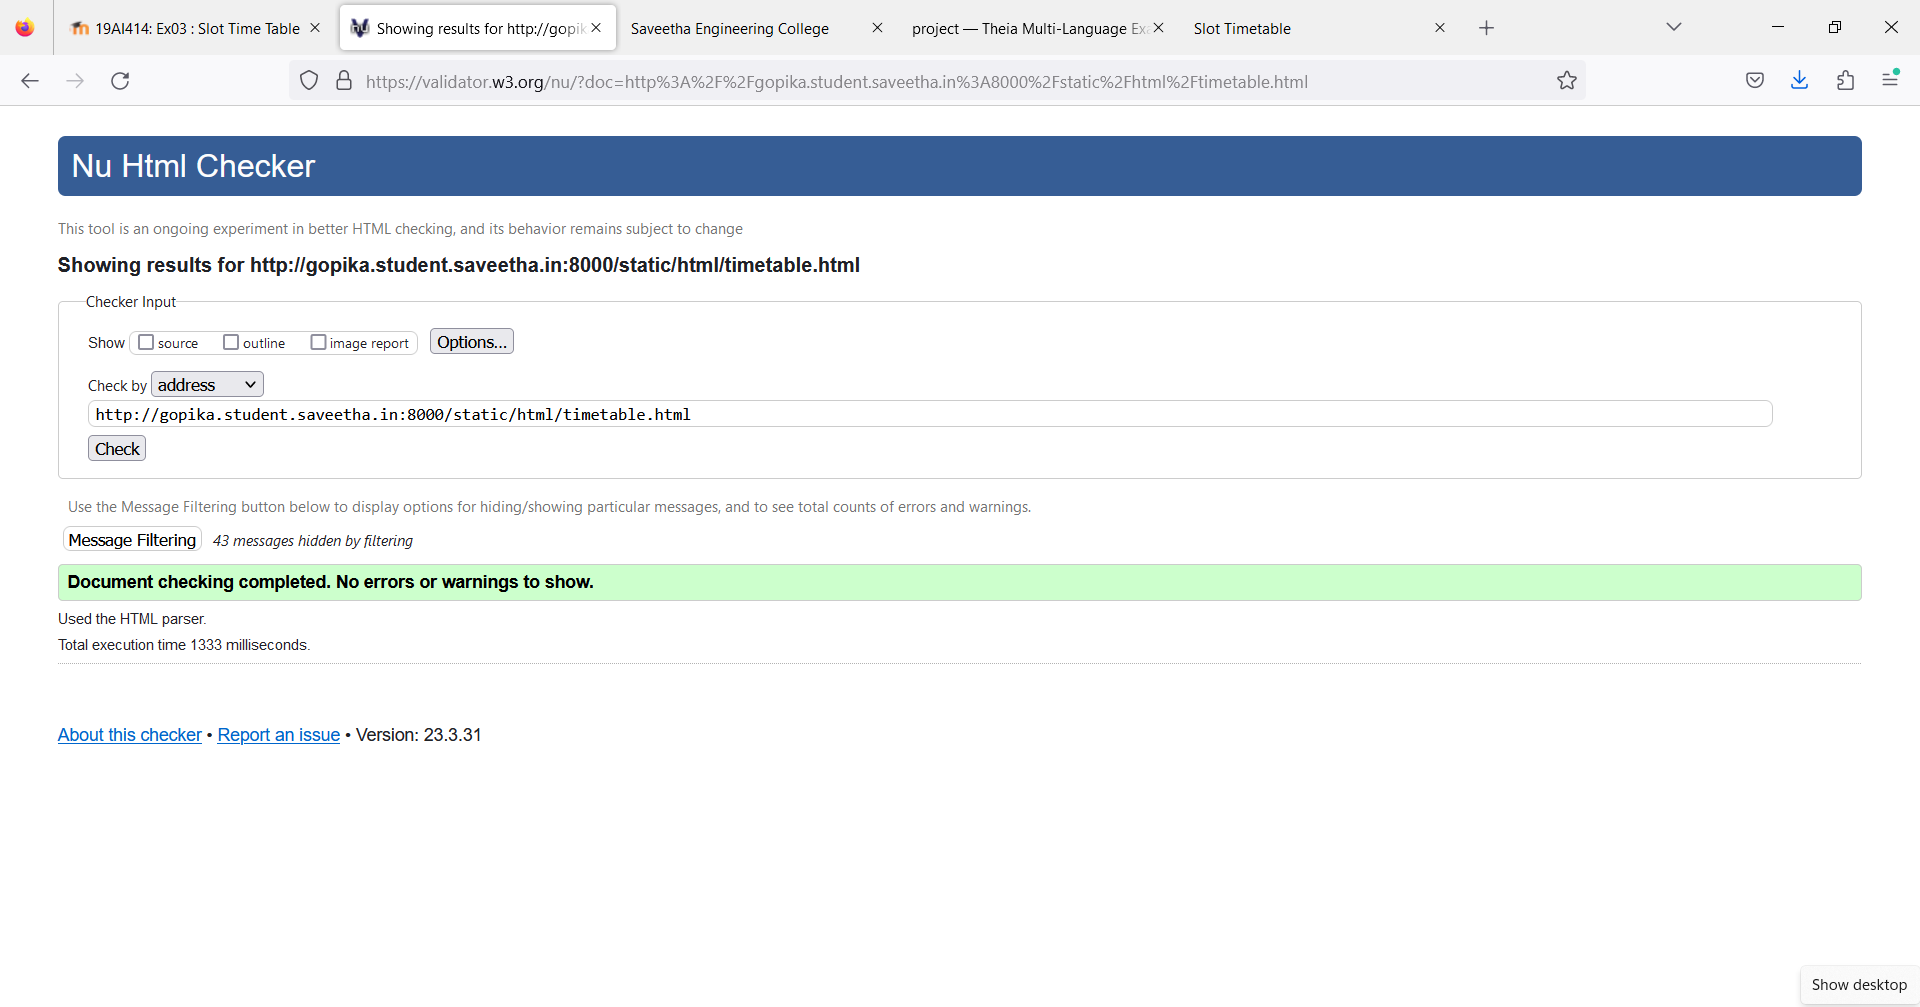 19AI414: Ex03 : Slot Time Table
Showing results for http://gopik
Saveetha Engineering College
project — Theia Multi-Language Ex
Slot Timetable
https://validator.w3.org/nu/?doc=http%3A%2F%2Fgopika.student.saveetha.in%3A8000%2Fstatic%2Fhtml%2Ftimetable.html
Nu Html Checker
This tool is an ongoing experiment in better HTML checking, and its behavior remains subject to change
Showing results for http://gopika.student.saveetha.in:8000/static/html/timetable.html
Checker Input
Show source outline image report Options...
Check by address
http://gopika.student.saveetha.in:8000/static/html/timetable.html
Check
Use the Message Filtering button below to display options for hiding/showing particular messages, and to see total counts of errors and warnings.
Message Filtering 43 messages hidden by filtering
Document checking completed. No errors or warnings to show.
Used the HTML parser.
Total execution time 1333 milliseconds.
About this checker • Report an issue • Version: 23.3.31
Show desktop